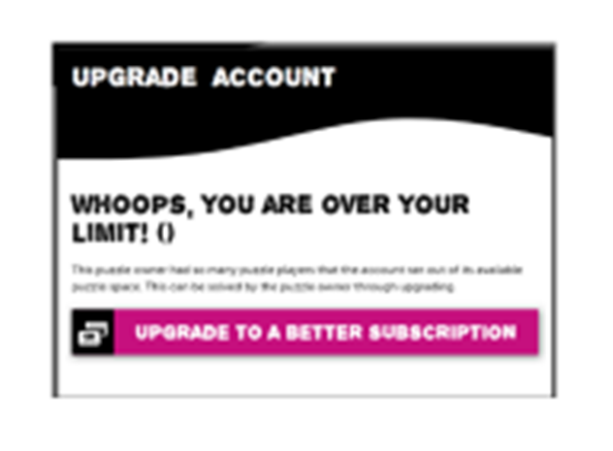 UPGRADE ACCOUNT
WHOOPS, YOU ARE OVER YOUR
LIMIT! ()
This puzzle owner had so many puzzle players that the account ran out of its available
puzzle space. This can be solved by the puzzle owner through upgrading.
UPGRADE TO A BETTER SUBSCRIPTION